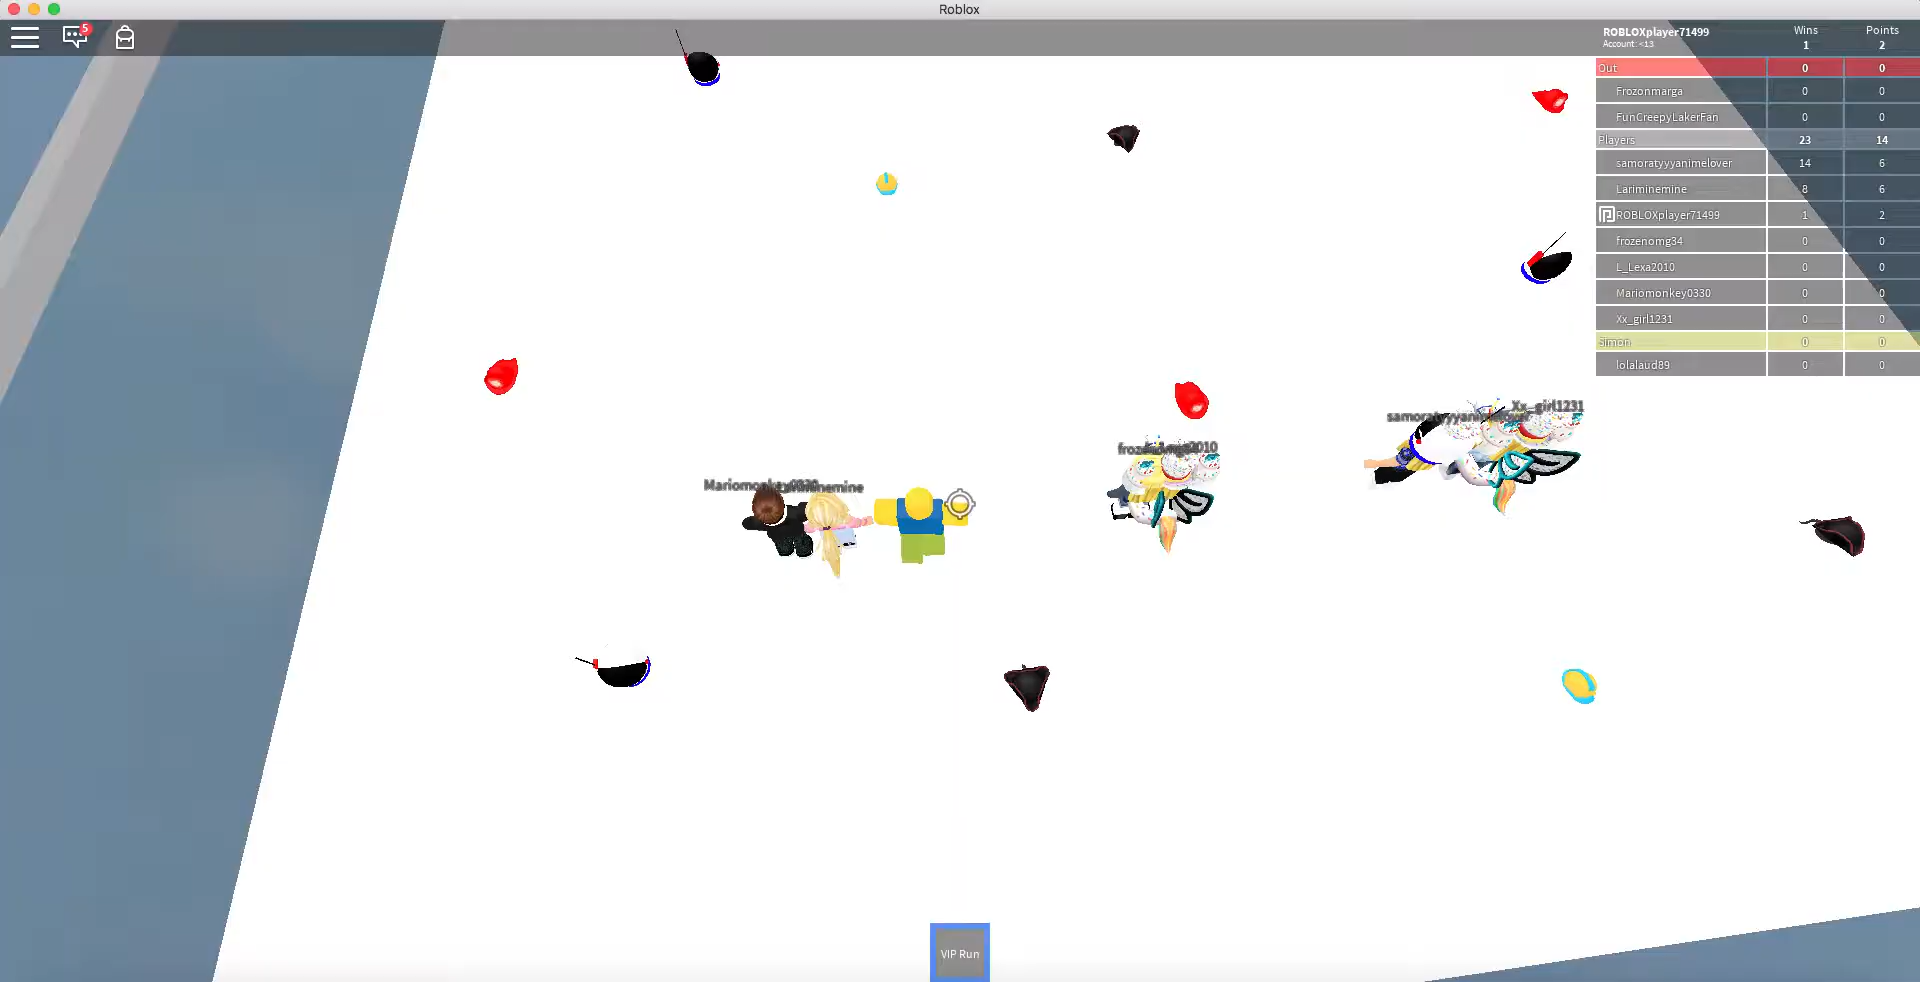 Roblox
5
ROBLOXplayer71499 Wins Points
Account: <13 1 2
Out 0 0
Frozonmarga 0 0
FunCreepyLakerFan 0 0
Players 23 14
samoratyyyanimelover 14 6
Lariminemine 8 6
ROBLOXplayer71499 1 2
frozenomg34 0 0
L_Lexa2010 0 0
Mariomonkey0330 0 0
Xx_girl1231 0 0
Simon 0 0
lolalaud89 0 0
Xx_girl1231
VIP Run